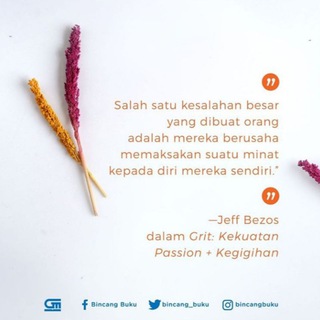 "
Salah satu kesalahan besar
yang dibuat orang
adalah mereka berusaha
memaksakan suatu minat
kepada diri mereka sendiri."
"
—Jeff Bezos
dalam Grit: Kekuatan
Passion + Kegigihan
GM Bincang Buku bincang_buku bincangbuku